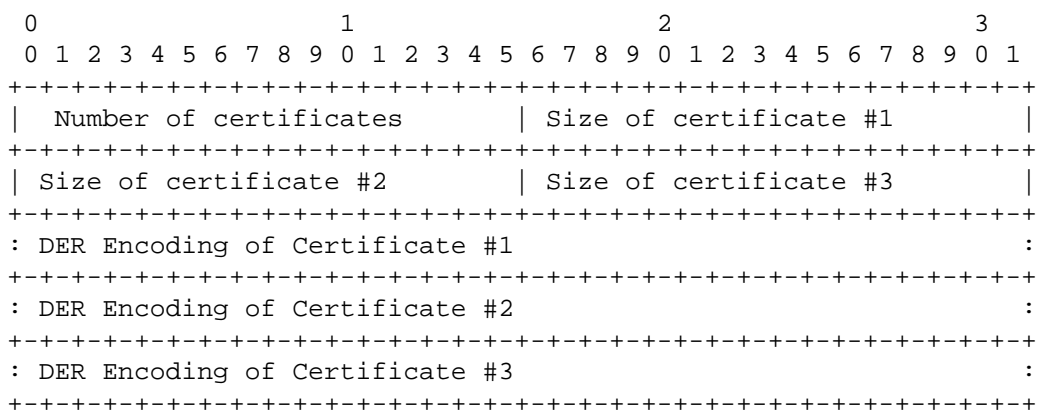 0                   1                   2                   3
 0 1 2 3 4 5 6 7 8 9 0 1 2 3 4 5 6 7 8 9 0 1 2 3 4 5 6 7 8 9 0 1
+-+-+-+-+-+-+-+-+-+-+-+-+-+-+-+-+-+-+-+-+-+-+-+-+-+-+-+-+-+-+-+-+
|  Number of certificates       | Size of certificate #1        |
+-+-+-+-+-+-+-+-+-+-+-+-+-+-+-+-+-+-+-+-+-+-+-+-+-+-+-+-+-+-+-+-+
| Size of certificate #2        | Size of certificate #3        |
+-+-+-+-+-+-+-+-+-+-+-+-+-+-+-+-+-+-+-+-+-+-+-+-+-+-+-+-+-+-+-+-+
: DER Encoding of Certificate #1                                :
+-+-+-+-+-+-+-+-+-+-+-+-+-+-+-+-+-+-+-+-+-+-+-+-+-+-+-+-+-+-+-+-+
: DER Encoding of Certificate #2                                :
+-+-+-+-+-+-+-+-+-+-+-+-+-+-+-+-+-+-+-+-+-+-+-+-+-+-+-+-+-+-+-+-+
: DER Encoding of Certificate #3                                :
+-+-+-+-+-+-+-+-+-+-+-+-+-+-+-+-+-+-+-+-+-+-+-+-+-+-+-+-+-+-+-+-+